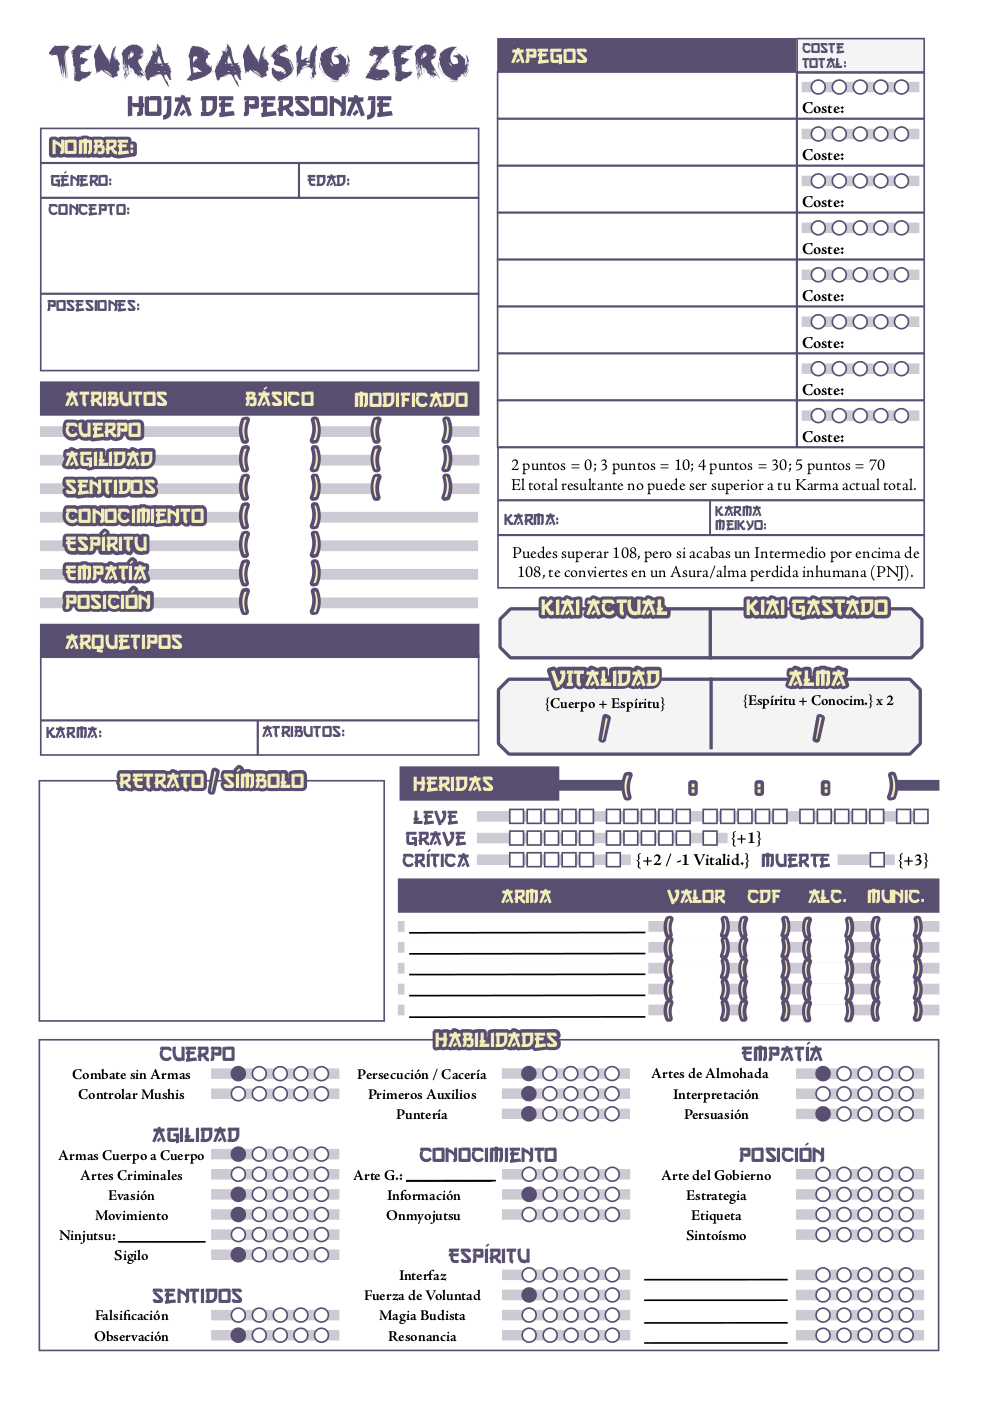 TENRA BANSHO ZERO
HOJA DE PERSONAJE
NOMBRE:
GÉNERO:
EDAD:
CONCEPTO:
POSESIONES:
ATRIBUTOS BÁSICO MODIFICADO
CUERPO
AGILIDAD
SENTIDOS
CONOCIMIENTO
ESPÍRITU
EMPATÍA
POSICIÓN
ARQUETIPOS
KARMA:
ATRIBUTOS:
APEGOS
COSTE
TOTAL:
Coste:
Coste:
Coste:
Coste:
Coste:
Coste:
Coste:
Coste:
2 puntos = 0; 3 puntos = 10; 4 puntos = 30; 5 puntos = 70
El total resultante no puede ser superior a tu Karma actual total.
KARMA:
KARMA
MEIKYO:
Puedes superar 108, pero si acabas un Intermedio por encima de
108, te conviertes en un Asura/alma perdida inhumana (PNJ).
KIAI ACTUAL
KIAI GASTADO
VITALIDAD
{Cuerpo + Espíritu}
/
ALMA
{Espíritu + Conocim.} x 2
/
RETRATO / SÍMBOLO
HERIDAS ( : : : )
LEVE
GRAVE {+1}
CRÍTICA {+2 / -1 Vitalid.} MUERTE {+3}
ARMA VALOR CDF ALC. MUNIC.
HABILIDADES
CUERPO
Combate sin Armas
Controlar Mushis
AGILIDAD
Armas Cuerpo a Cuerpo
Artes Criminales
Evasión
Movimiento
Ninjutsu:
Sigilo
SENTIDOS
Falsificación
Observación
Persecución / Cacería
Primeros Auxilios
Puntería
CONOCIMIENTO
Arte G.:
Información
Onmyojutsu
ESPÍRITU
Interfaz
Fuerza de Voluntad
Magia Budista
Resonancia
EMPATÍA
Artes de Almohada
Interpretación
Persuasión
POSICIÓN
Arte del Gobierno
Estrategia
Etiqueta
Sintoísmo